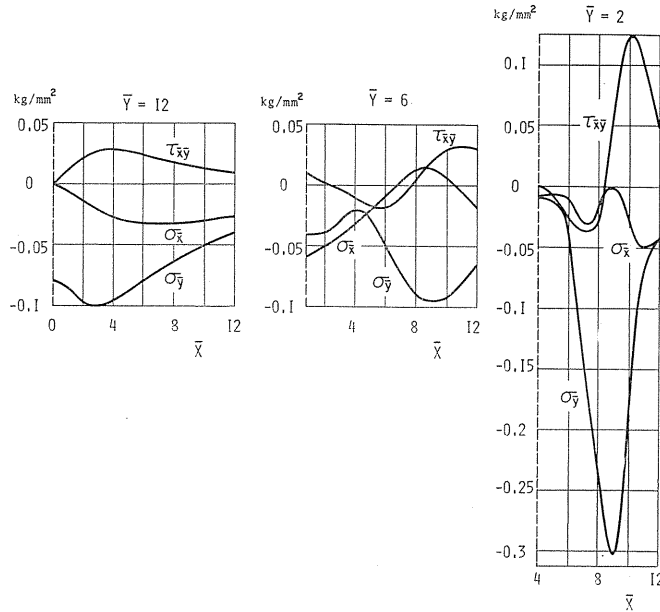 kg/mm²
Ȳ = I2
0.05
0
-0.05
-0.1
τx̄ȳ
σx̄
σȳ
0
4
8
I2
X̄
kg/mm²
Ȳ = 6
0.05
0
-0.05
-0.I
τx̄ȳ
σx̄
σȳ
4
8
I2
X̄
kg/mm²
Ȳ = 2
0.I
0.05
0
-0.05
-0.1
-0.15
-0.2
-0.25
-0.3
τx̄ȳ
σx̄
σȳ
4
8
I2
X̄